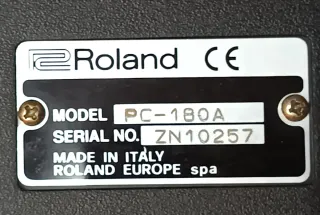 Roland CE
MODEL PC-180A
SERIAL NO. ZN10257
MADE IN ITALY
ROLAND EUROPE spa